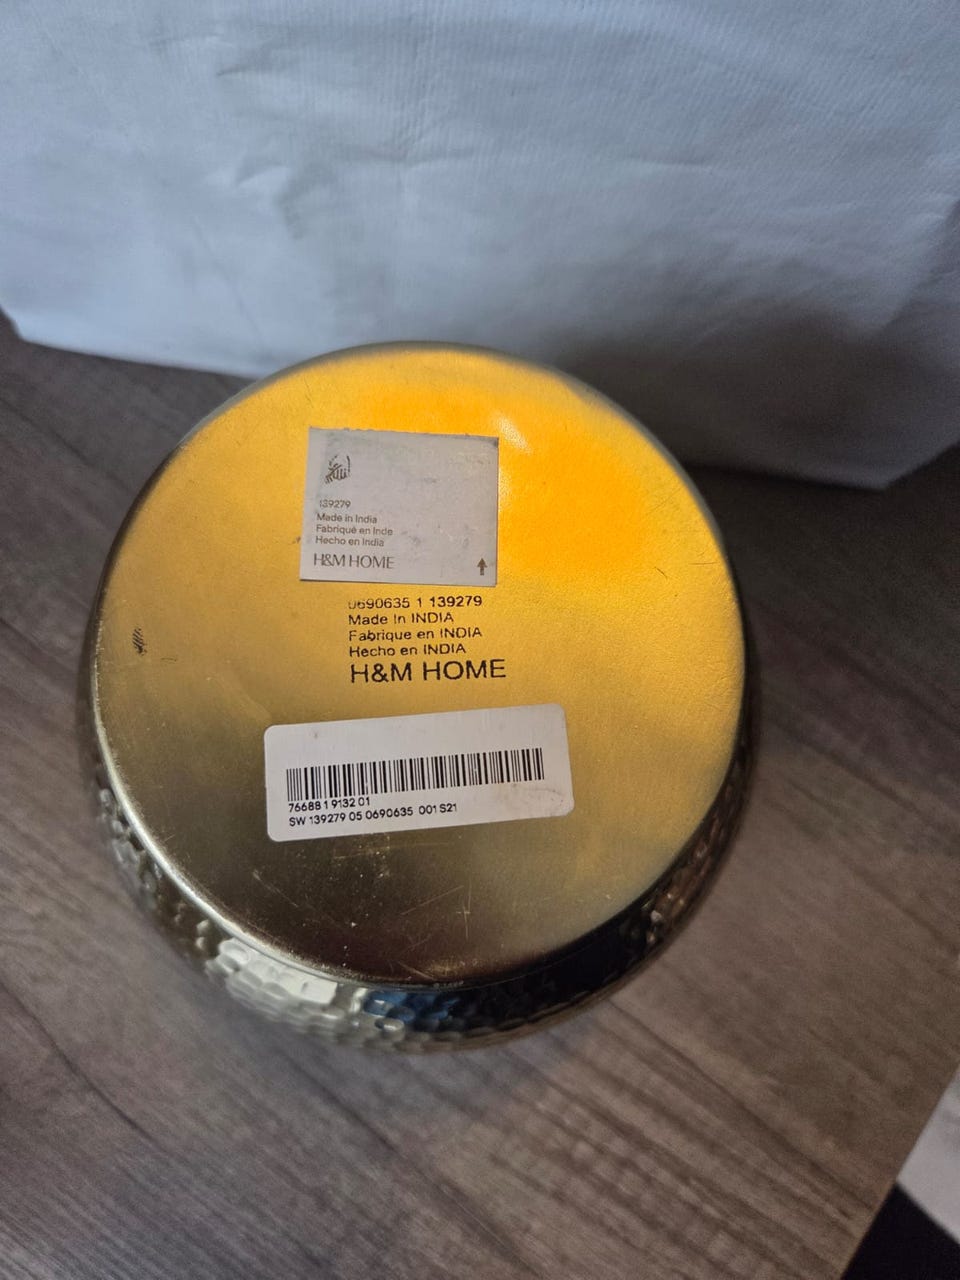 139279
Made in India
Fabriqué en Inde
Hecho en India
H&M HOME
0690635 1 139279
Made In INDIA
Fabrique en INDIA
Hecho en INDIA
H&M HOME
76688 1 9132 01
SW 139279 05 0690635 001 S21